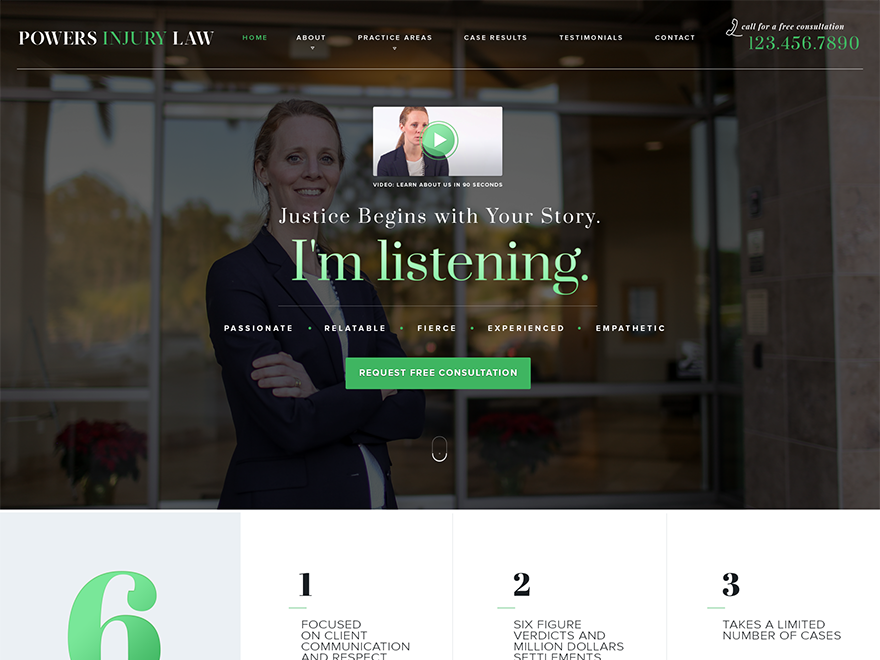 POWERS INJURY LAW
HOME ABOUT PRACTICE AREAS CASE RESULTS TESTIMONIALS CONTACT
call for a free consultation
123.456.7890
VIDEO: LEARN ABOUT US IN 90 SECONDS
Justice Begins with Your Story.
I'm listening.
PASSIONATE • RELATABLE • FIERCE • EXPERIENCED • EMPATHETIC
REQUEST FREE CONSULTATION
6
1
FOCUSED
ON CLIENT
COMMUNICATION
AND RESPECT
2
SIX FIGURE
VERDICTS AND
MILLION DOLLARS
SETTLEMENTS
3
TAKES A LIMITED
NUMBER OF CASES